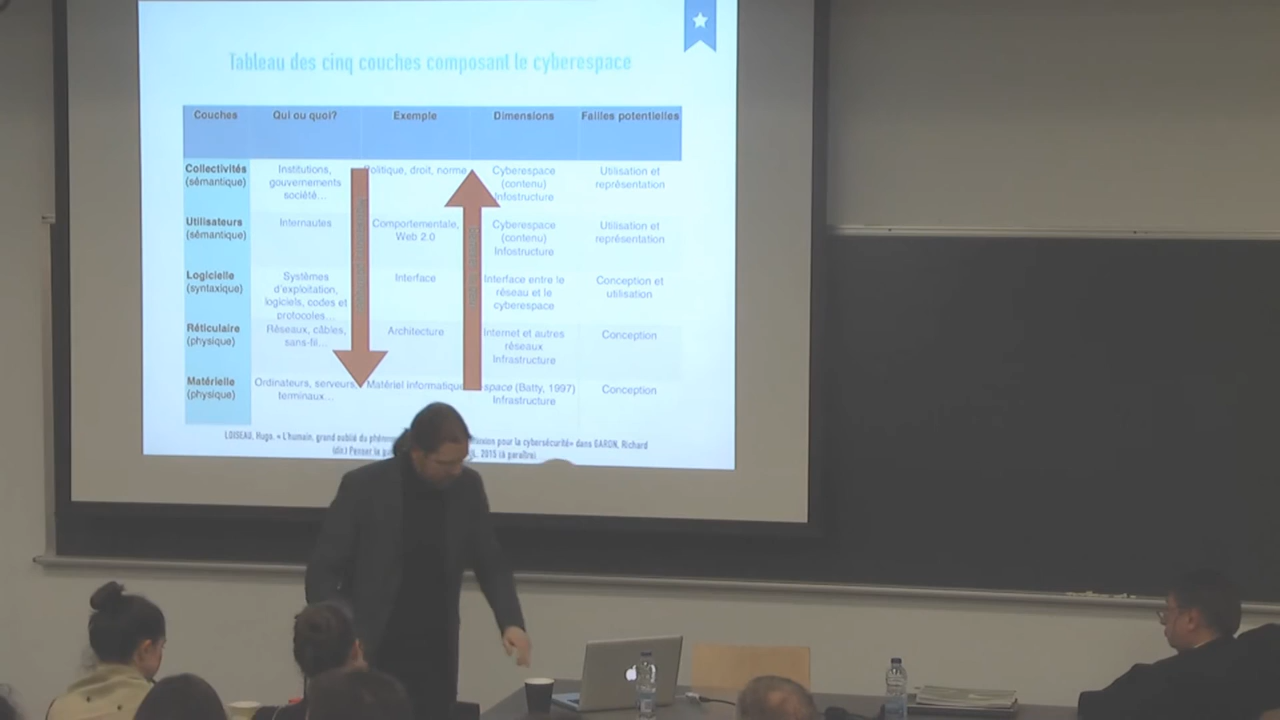 Tableau des cinq couches composant le cyberespace
Couches Qui ou quoi? Exemple Dimensions Failles potentielles
Collectivités
(sémantique)
Institutions,
gouvernements
société...
Politique, droit, norme
Cyberespace
(contenu)
Infostructure
Utilisation et
représentation
Utilisateurs
(sémantique)
Internautes
Comportementale,
Web 2.0
Cyberespace
(contenu)
Infostructure
Utilisation et
représentation
Logicielle
(syntaxique)
Systèmes
d'exploitation,
logiciels, codes et
protocoles...
Interface
Interface entre le
réseau et le
cyberespace
Conception et
utilisation
Réticulaire
(physique)
Réseaux, câbles,
sans-fil...
Architecture
Internet et autres
réseaux
Infrastructure
Conception
Matérielle
(physique)
Ordinateurs, serveurs,
terminaux...
Matériel informatique
space (Batty, 1997)
Infrastructure
Conception
LOISEAU, Hugo. « L'humain, grand oublié du pour la cybersécurité» dans GARON, Richard
(dir.) Penser la 2015 (à paraître)